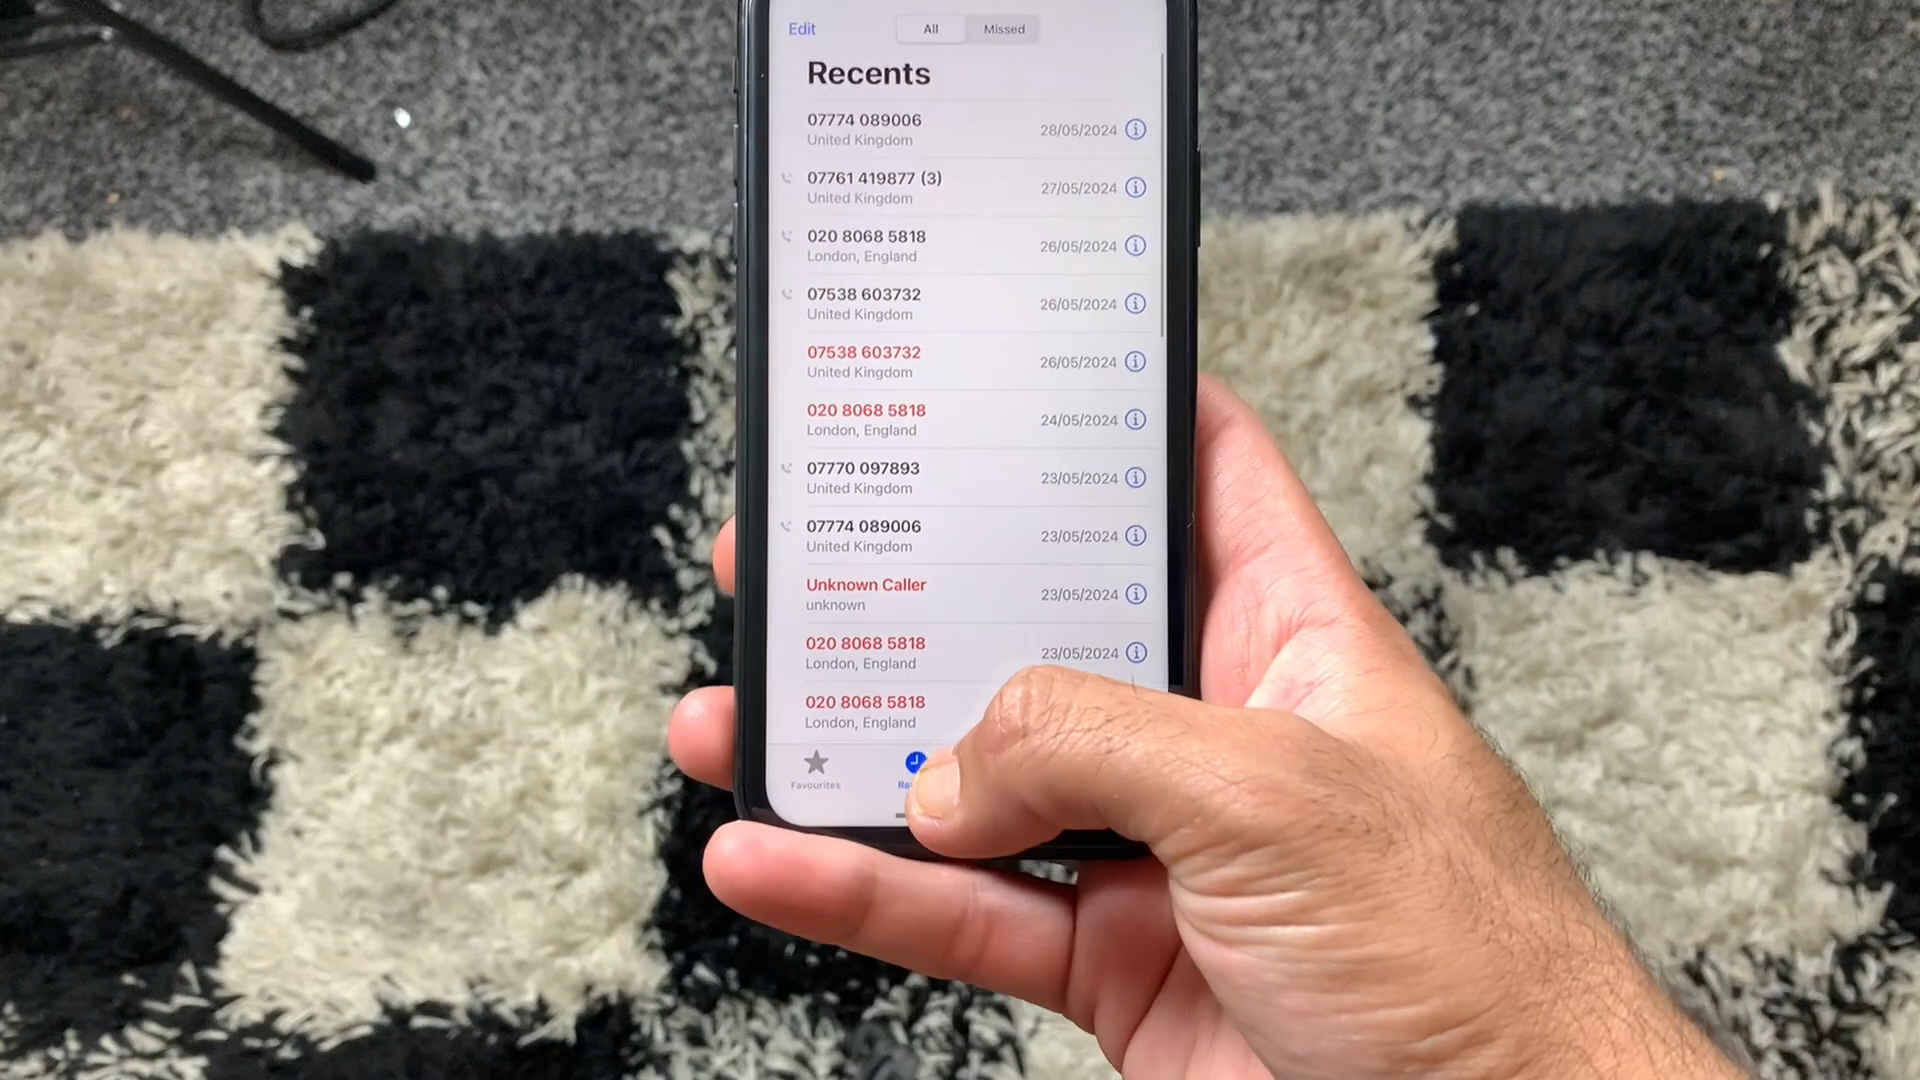 Edit
All
Missed
Recents
07774 089006
United Kingdom
28/05/2024
07761 419877 (3)
United Kingdom
27/05/2024
020 8068 5818
London, England
26/05/2024
07538 603732
United Kingdom
26/05/2024
07538 603732
United Kingdom
26/05/2024
020 8068 5818
London, England
24/05/2024
07770 097893
United Kingdom
23/05/2024
07774 089006
United Kingdom
23/05/2024
Unknown Caller
unknown
23/05/2024
020 8068 5818
London, England
23/05/2024
020 8068 5818
London, England
Favourites